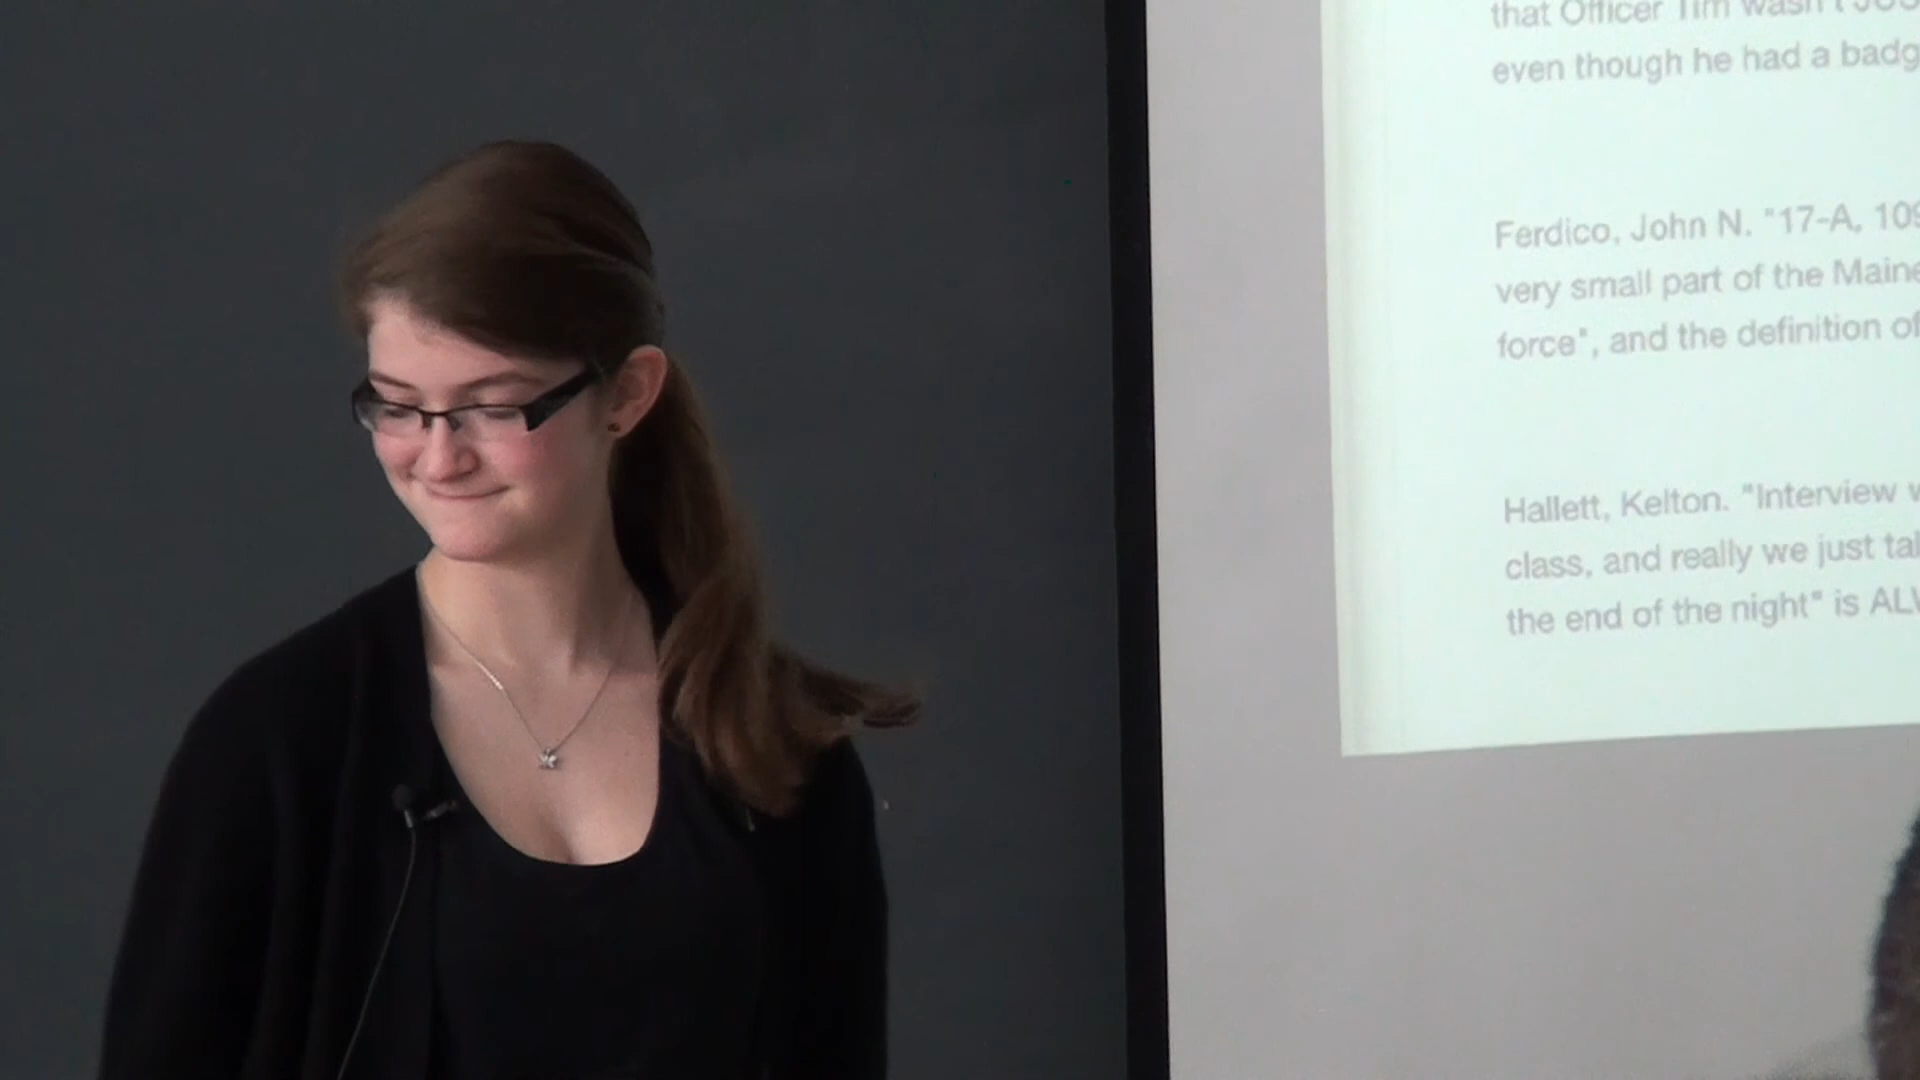 that Officer Tim wasn't
even though he had a badg
Ferdico, John N. "17-A, 109
very small part of the Maine
force", and the definition of
Hallett, Kelton. "Interview w
class, and really we just tal
the end of the night" is AL